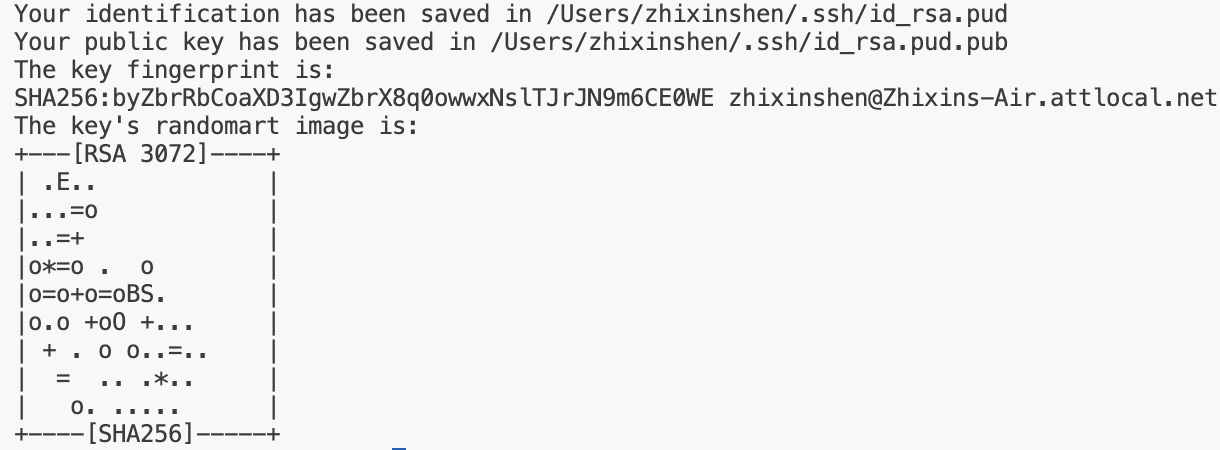 Your identification has been saved in /Users/zhixinshen/.ssh/id_rsa.pud
Your public key has been saved in /Users/zhixinshen/.ssh/id_rsa.pud.pub
The key fingerprint is:
SHA256:byZbrRbCoaXD3IgwZbrX8q0owwxNslTJrJN9m6CE0WE zhixinshen@Zhixins-Air.attlocal.net
The key's randomart image is:
+---[RSA 3072]----+
| .E..            |
|...=o            |
|..=+             |
|o*=o .  o        |
|o=o+o=oBS.       |
|o.o +oO +...     |
| + . o o..=..    |
|  =  .. .*..     |
|   o. .....      |
+----[SHA256]-----+